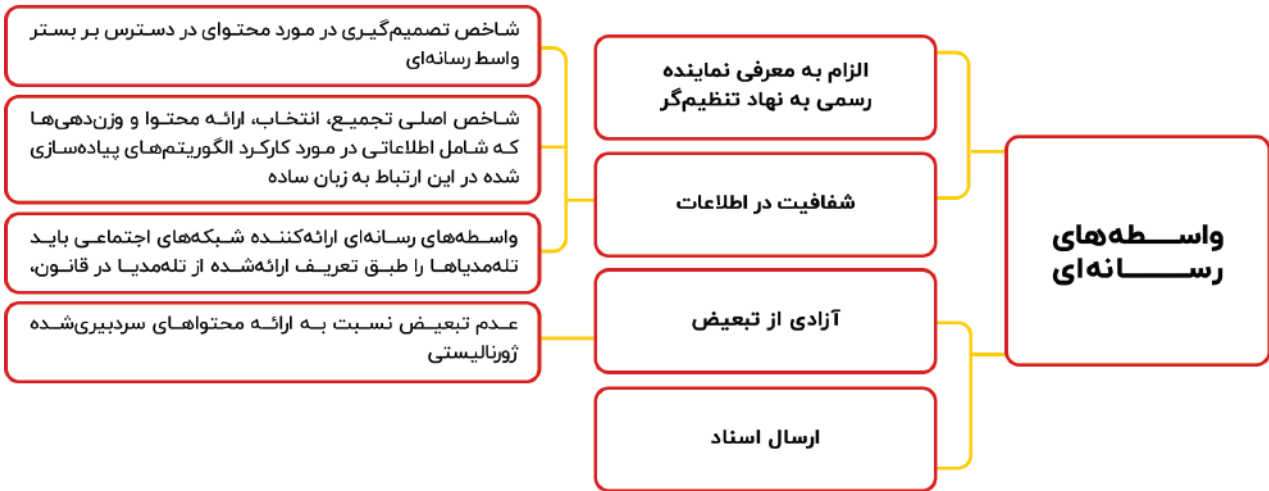 واسطه‌های
رسانه‌ای
الزام به معرفی نماینده
رسمی به نهاد تنظیم‌گر
شفافیت در اطلاعات
آزادی از تبعیض
ارسال اسناد
شاخص تصمیم‌گیری در مورد محتوای در دسترس بر بستر
واسط رسانه‌ای
شاخص اصلی تجمیع، انتخاب، ارائه محتوا و وزن‌دهی‌ها
که شامل اطلاعاتی در مورد کارکرد الگوریتم‌های پیاده‌سازی
شده در این ارتباط به زبان ساده
واسطه‌های رسانه‌ای ارائه‌کننده شبکه‌های اجتماعی باید
تله‌مدیاها را طبق تعریف ارائه‌شده از تله‌مدیا در قانون،
عدم تبعیض نسبت به ارائه محتواهای سردبیری‌شده
ژورنالیستی